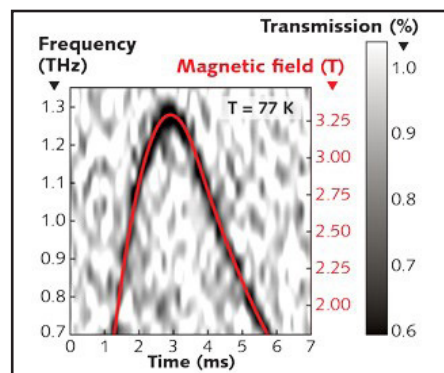 Transmission (%)
Frequency
(THz)
Magnetic field (T)
T = 77 K
1.3
1.2
1.1
1.0
0.9
0.8
0.7
3.25
3.00
2.75
2.50
2.25
2.00
1.0
0.9
0.8
0.7
0.6
0 1 2 3 4 5 6 7
Time (ms)